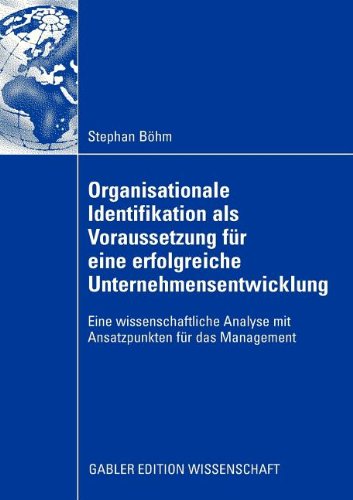 Stephan Böhm
Organisationale
Identifikation als
Voraussetzung für
eine erfolgreiche
Unternehmensentwicklung
Eine wissenschaftliche Analyse mit
Ansatzpunkten für das Management
GABLER EDITION WISSENSCHAFT